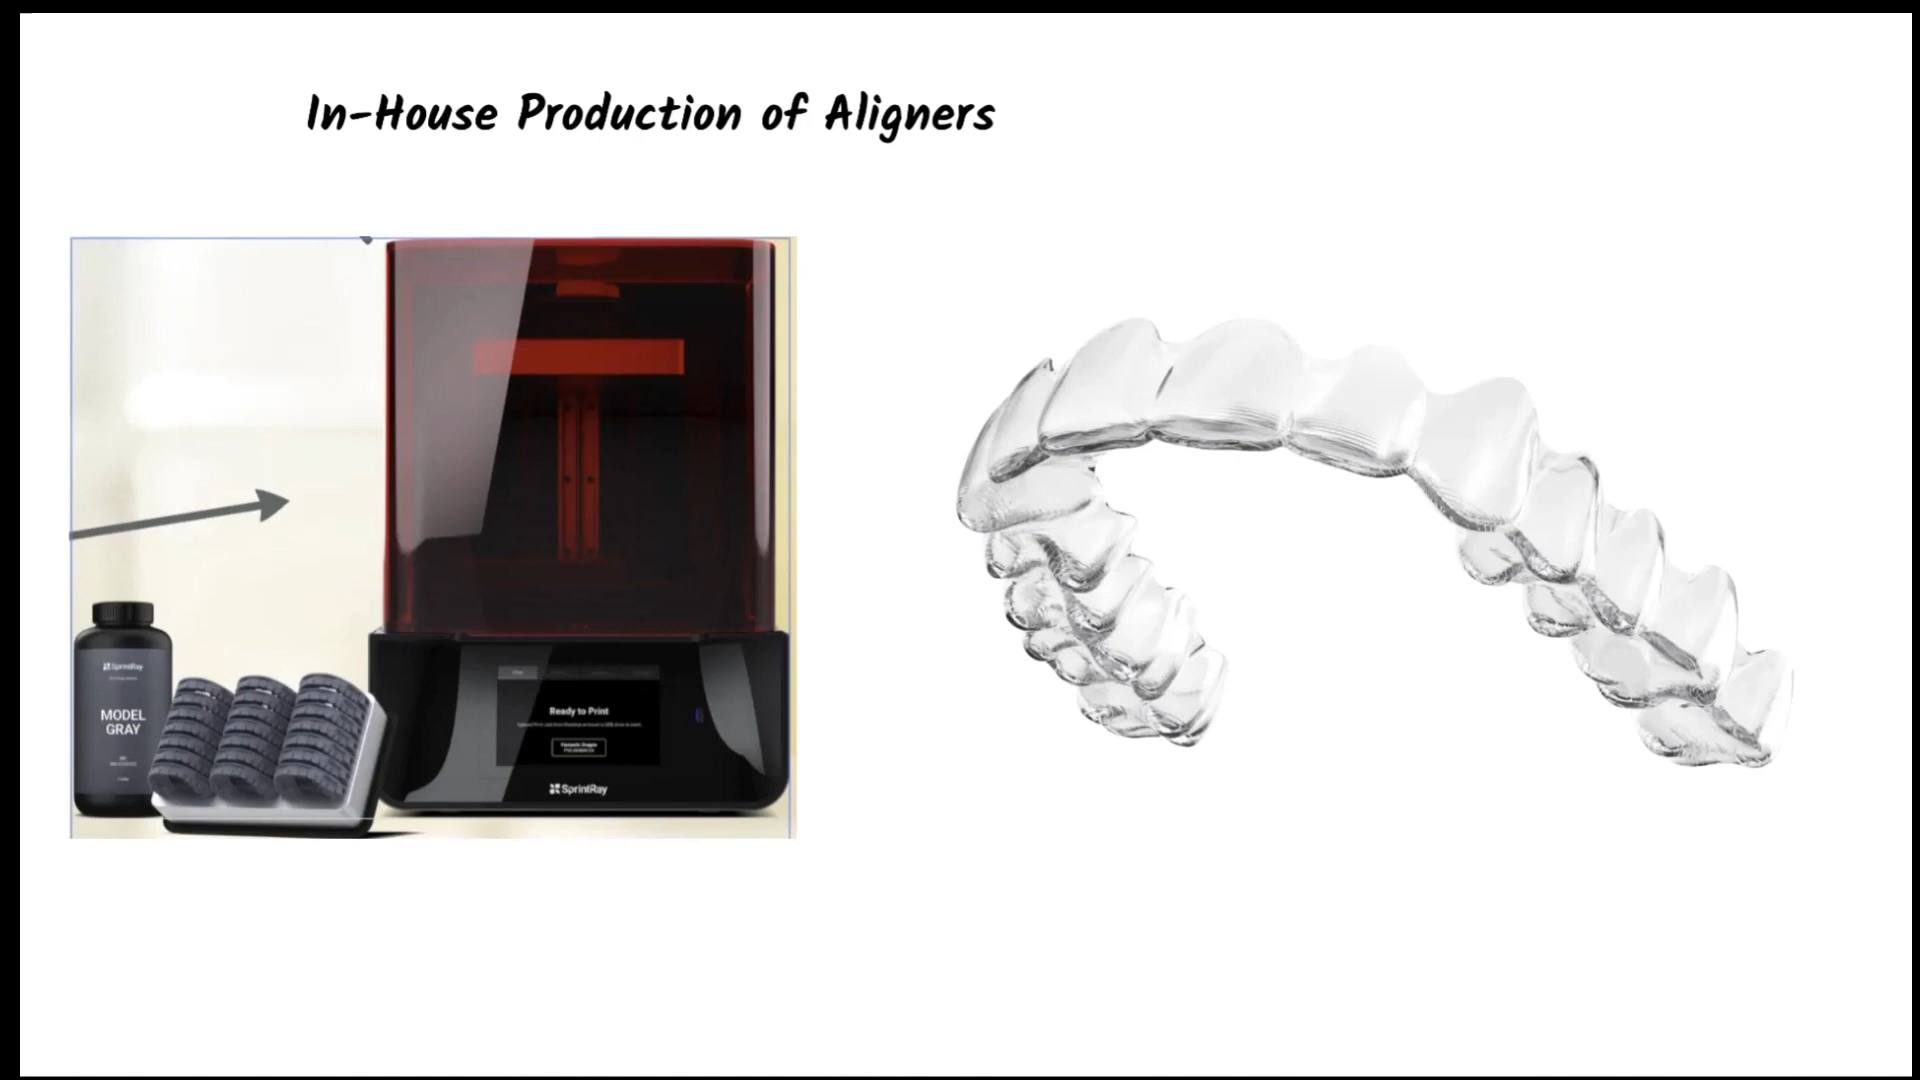 In-House Production of Aligners
SprintRay
MODEL
GRAY
Ready to Print
SprintRay